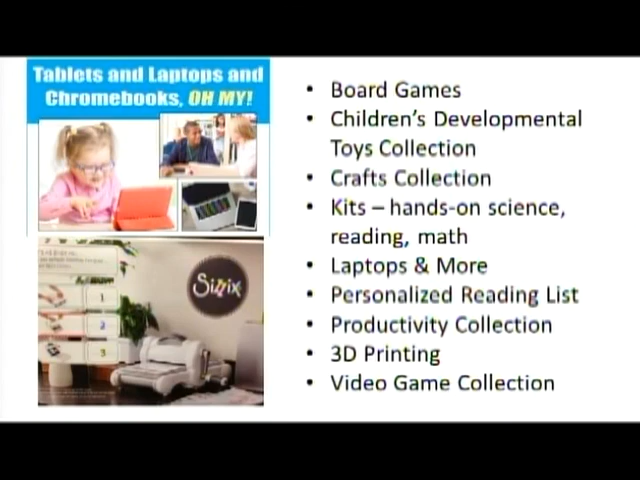 Tablets and Laptops and
Chromebooks, OH MY!
• Board Games
• Children's Developmental
Toys Collection
• Crafts Collection
• Kits – hands-on science,
reading, math
• Laptops & More
• Personalized Reading List
• Productivity Collection
• 3D Printing
• Video Game Collection
Sizzix
1
2
3